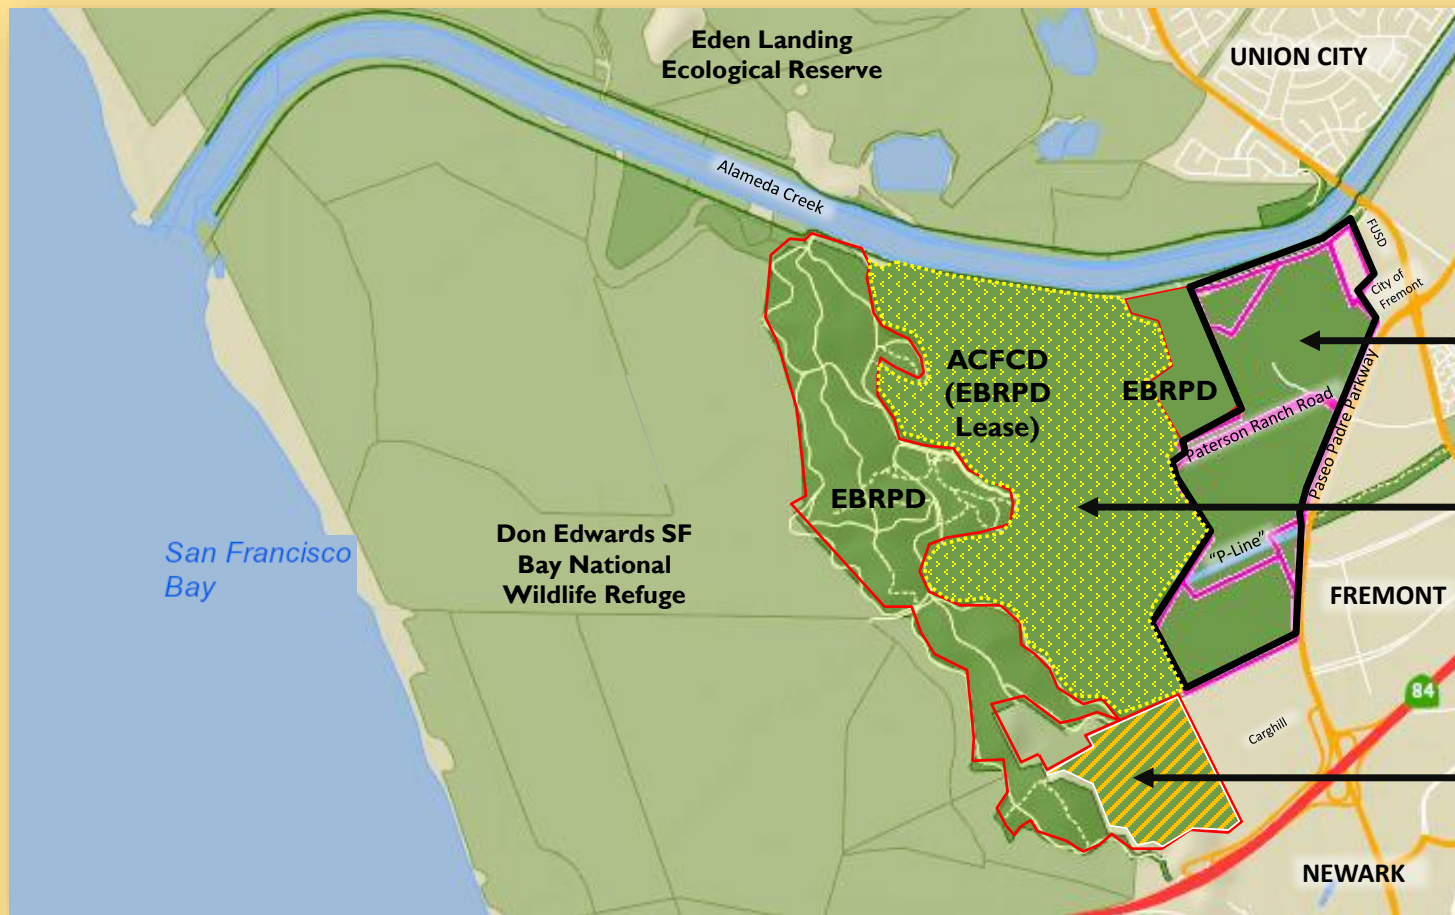 Eden Landing
Ecological Reserve
UNION CITY
Alameda Creek
FUSD
City of
Fremont
ACFCD
(EBRPD
Lease)
EBRPD
Paterson Ranch Road
Paseo Padre Parkway
EBRPD
"P-Line"
San Francisco
Bay
Don Edwards SF
Bay National
Wildlife Refuge
FREMONT
84
Carghill
NEWARK